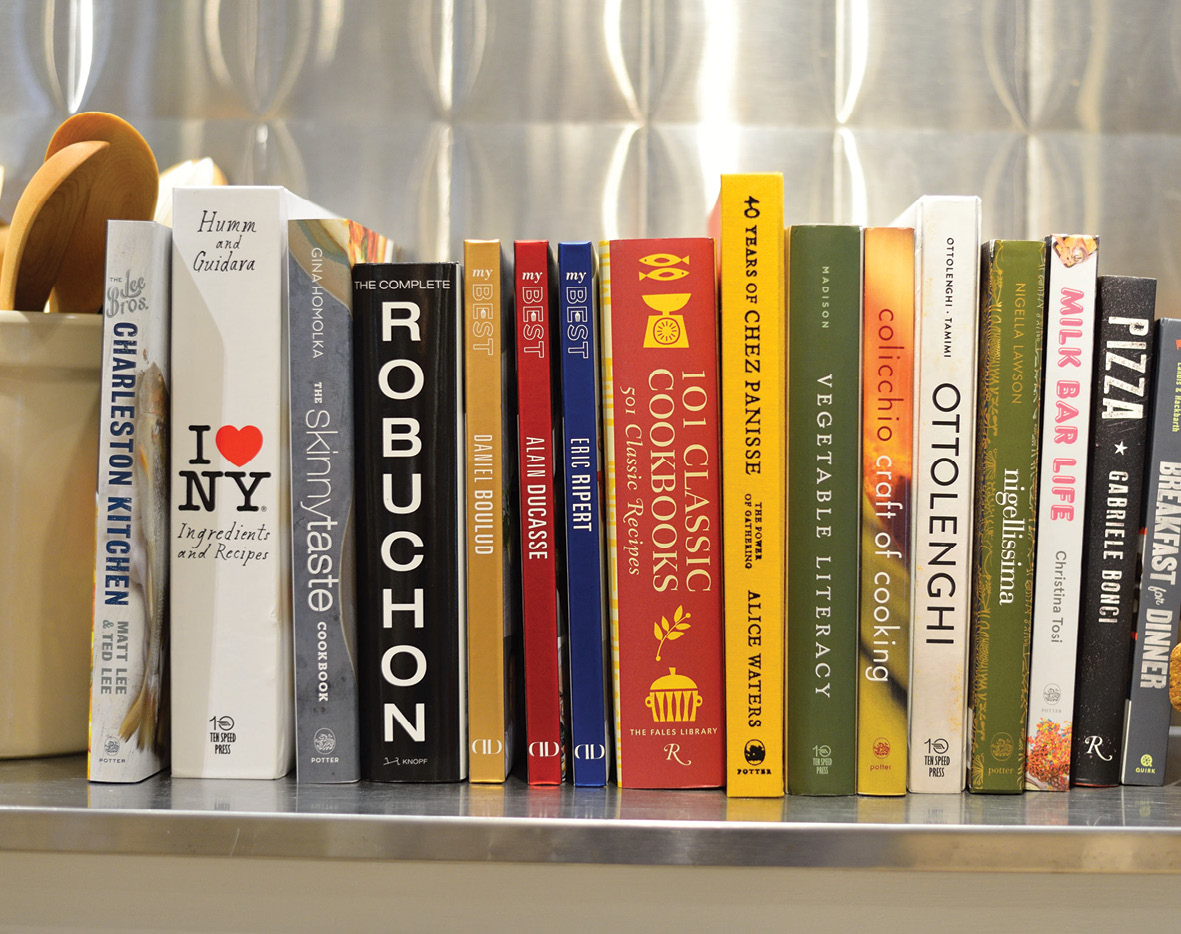 THE
Lee
Bros.
CHARLESTON KITCHEN
MATT LEE
& TED LEE
POTTER
Humm
and
Guidara
I ♥
NY®
Ingredients
and Recipes
10
TEN SPEED
PRESS
GINA HOMOLKA
THE skinnytaste COOKBOOK
POTTER
THE COMPLETE
ROBUCHON
KNOPF
my BEST
DANIEL BOULUD
my BEST
ALAIN DUCASSE
my BEST
ERIC RIPERT
101 CLASSIC
COOKBOOKS
501 Classic Recipes
THE FALES LIBRARY
R
40 YEARS OF CHEZ PANISSE
THE POWER
OF GATHERING
ALICE WATERS
POTTER
MADISON
VEGETABLE LITERACY
10
TEN SPEED
PRESS
colicchio craft of cooking
potter
OTTOLENGHI · TAMIMI
OTTOLENGHI
10
TEN SPEED
PRESS
NIGELLA LAWSON
nigellissima
potter
MILK BAR LIFE
Christina Tosi
POTTER
PIZZA ★ GABRIELE BONCI
R
Landis & Hackbarth
BREAKFAST for DINNER
QUIRK